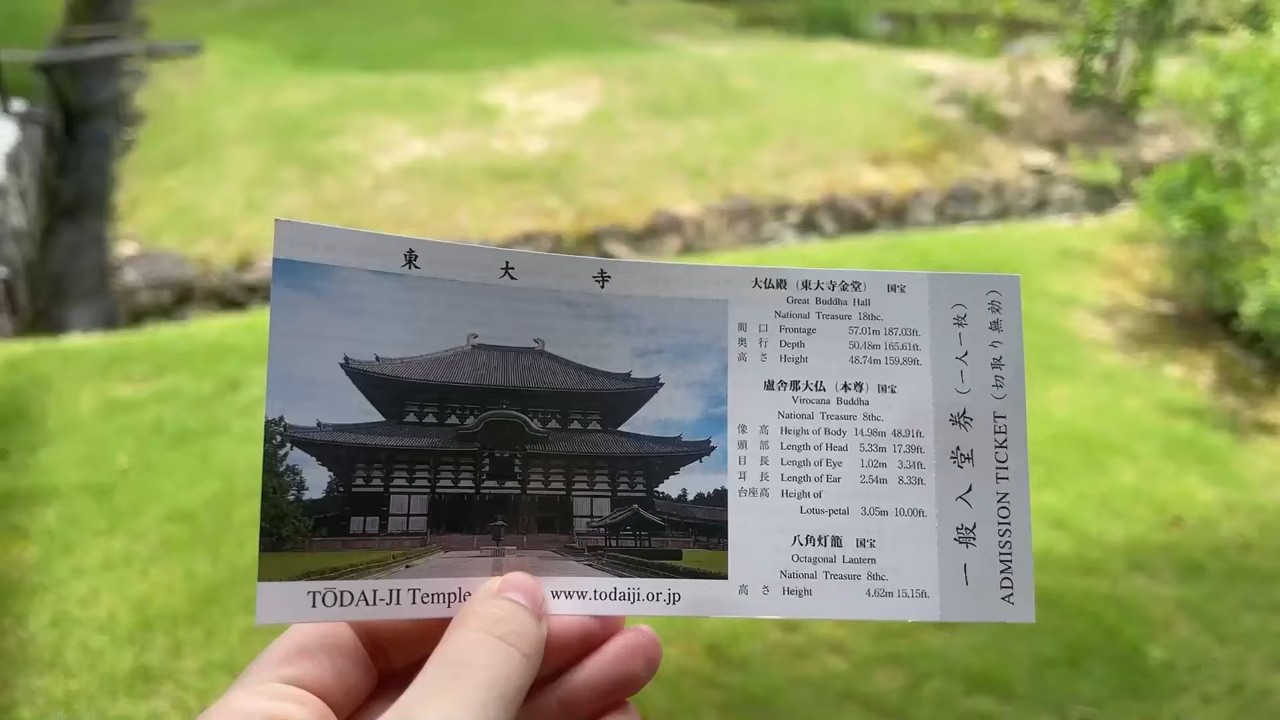 東大寺
TŌDAI-JI Temple www.todaiji.or.jp
大仏殿（東大寺金堂） 国宝
Great Buddha Hall
National Treasure 18thc.
間口 Frontage 57.01m 187.03ft.
奥行 Depth 50.48m 165.61ft.
高さ Height 48.74m 159.89ft.
盧舎那大仏（本尊） 国宝
Virocana Buddha
National Treasure 8thc.
像高 Height of Body 14.98m 48.91ft.
頭部 Length of Head 5.33m 17.39ft.
目長 Length of Eye 1.02m 3.34ft.
耳長 Length of Ear 2.54m 8.33ft.
台座高 Height of
Lotus-petal 3.05m 10.00ft.
八角灯籠 国宝
Octagonal Lantern
National Treasure 8thc.
高さ Height 4.62m 15.15ft.
一般入堂券（一人一枚）
ADMISSION TICKET（切取り無効）